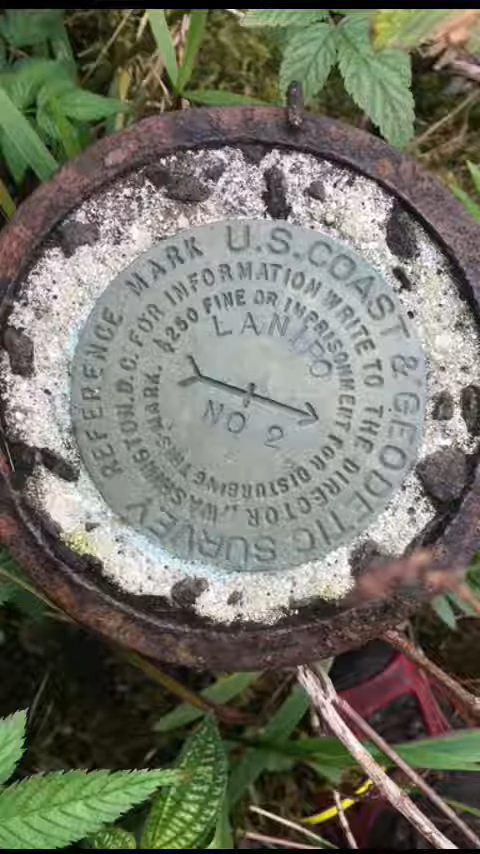 U.S. COAST & GEODETIC SURVEY
REFERENCE MARK
FOR INFORMATION WRITE TO THE DIRECTOR, WASHINGTON, D.C.
$250 FINE OR IMPRISONMENT FOR DISTURBING THIS MARK.
LANIPO
NO 2